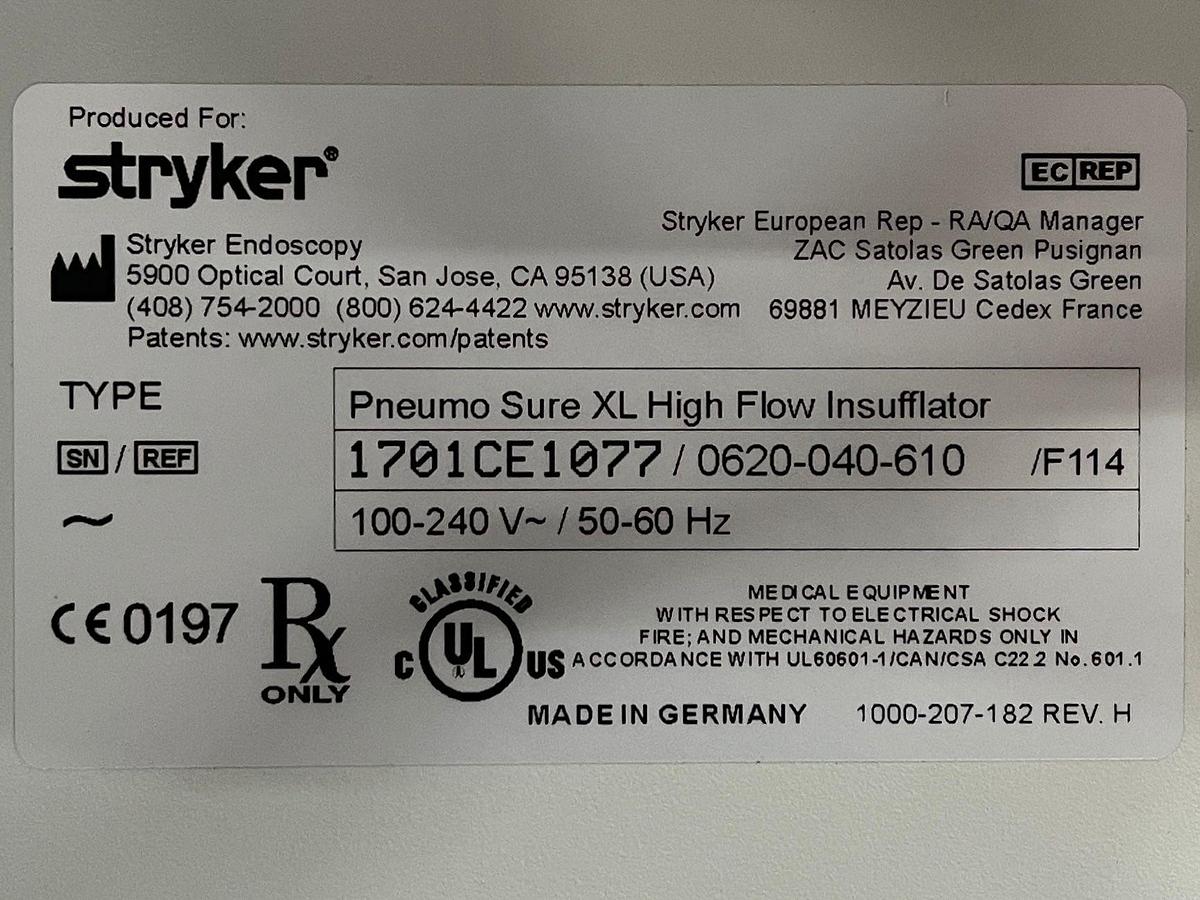 Produced For:
stryker®
EC REP
Stryker European Rep - RA/QA Manager
ZAC Satolas Green Pusignan
Av. De Satolas Green
69881 MEYZIEU Cedex France
Stryker Endoscopy
5900 Optical Court, San Jose, CA 95138 (USA)
(408) 754-2000 (800) 624-4422 www.stryker.com
Patents: www.stryker.com/patents
TYPE Pneumo Sure XL High Flow Insufflator
SN / REF 1701CE1077 / 0620-040-610 /F114
~ 100-240 V~ / 50-60 Hz
CE 0197
Rx
ONLY
CLASSIFIED
C UL US
MEDICAL EQUIPMENT
WITH RESPECT TO ELECTRICAL SHOCK
FIRE; AND MECHANICAL HAZARDS ONLY IN
ACCORDANCE WITH UL60601-1/CAN/CSA C22.2 No.601.1
MADE IN GERMANY 1000-207-182 REV. H